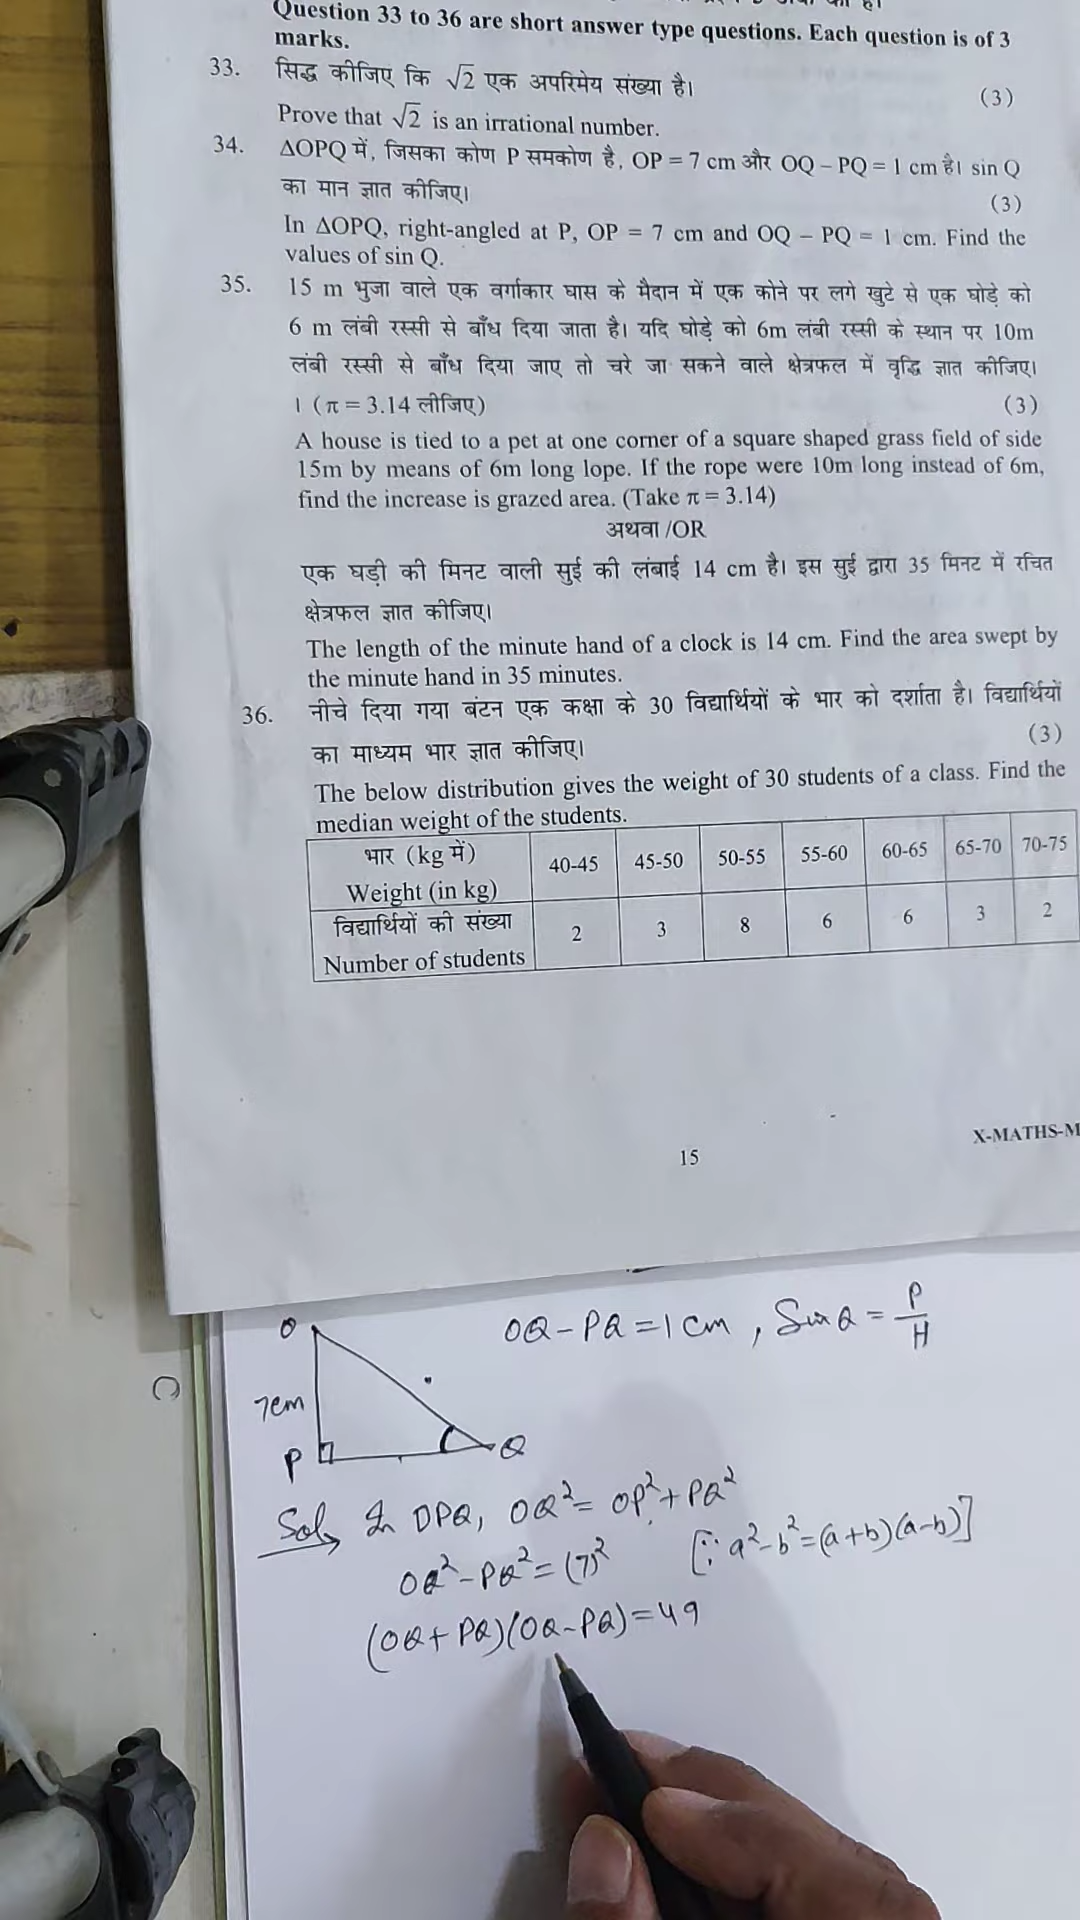 Question 33 to 36 are short answer type questions. Each question is of 3
marks.
33. सिद्ध कीजिए कि √2 एक अपरिमेय संख्या है।
(3)
Prove that √2 is an irrational number.
34. ΔOPQ में, जिसका कोण P समकोण है, OP = 7 cm और OQ – PQ = 1 cm है। sin Q
का मान ज्ञात कीजिए।
(3)
In ΔOPQ, right-angled at P, OP = 7 cm and OQ – PQ = 1 cm. Find the
values of sin Q.
35. 15 m भुजा वाले एक वर्गाकार घास के मैदान में एक कोने पर लगे खुटे से एक घोड़े को
6 m लंबी रस्सी से बाँध दिया जाता है। यदि घोड़े को 6m लंबी रस्सी के स्थान पर 10m
लंबी रस्सी से बाँध दिया जाए तो चरे जा सकने वाले क्षेत्रफल में वृद्धि ज्ञात कीजिए।
। (π = 3.14 लीजिए) (3)
A house is tied to a pet at one corner of a square shaped grass field of side
15m by means of 6m long lope. If the rope were 10m long instead of 6m,
find the increase is grazed area. (Take π = 3.14)
अथवा /OR
एक घड़ी की मिनट वाली सुई की लंबाई 14 cm है। इस सुई द्वारा 35 मिनट में रचित
क्षेत्रफल ज्ञात कीजिए।
The length of the minute hand of a clock is 14 cm. Find the area swept by
the minute hand in 35 minutes.
36. नीचे दिया गया बंटन एक कक्षा के 30 विद्यार्थियों के भार को दर्शाता है। विद्यार्थियों
का माध्यम भार ज्ञात कीजिए।
(3)
The below distribution gives the weight of 30 students of a class. Find the
median weight of the students.
भार (kg में)
Weight (in kg) 40-45 45-50 50-55 55-60 60-65 65-70 70-75
विद्यार्थियों की संख्या
Number of students 2 3 8 6 6 3 2
X-MATHS-M
15
OQ-PQ=1cm, Sin Q = P/H
O
7cm
P Q
Sol, In OPQ, OQ²= OP²+PQ²
OQ²-PQ²=(7)² [∵ a²-b²=(a+b)(a-b)]
(OQ+PQ)(OQ-PQ)=49